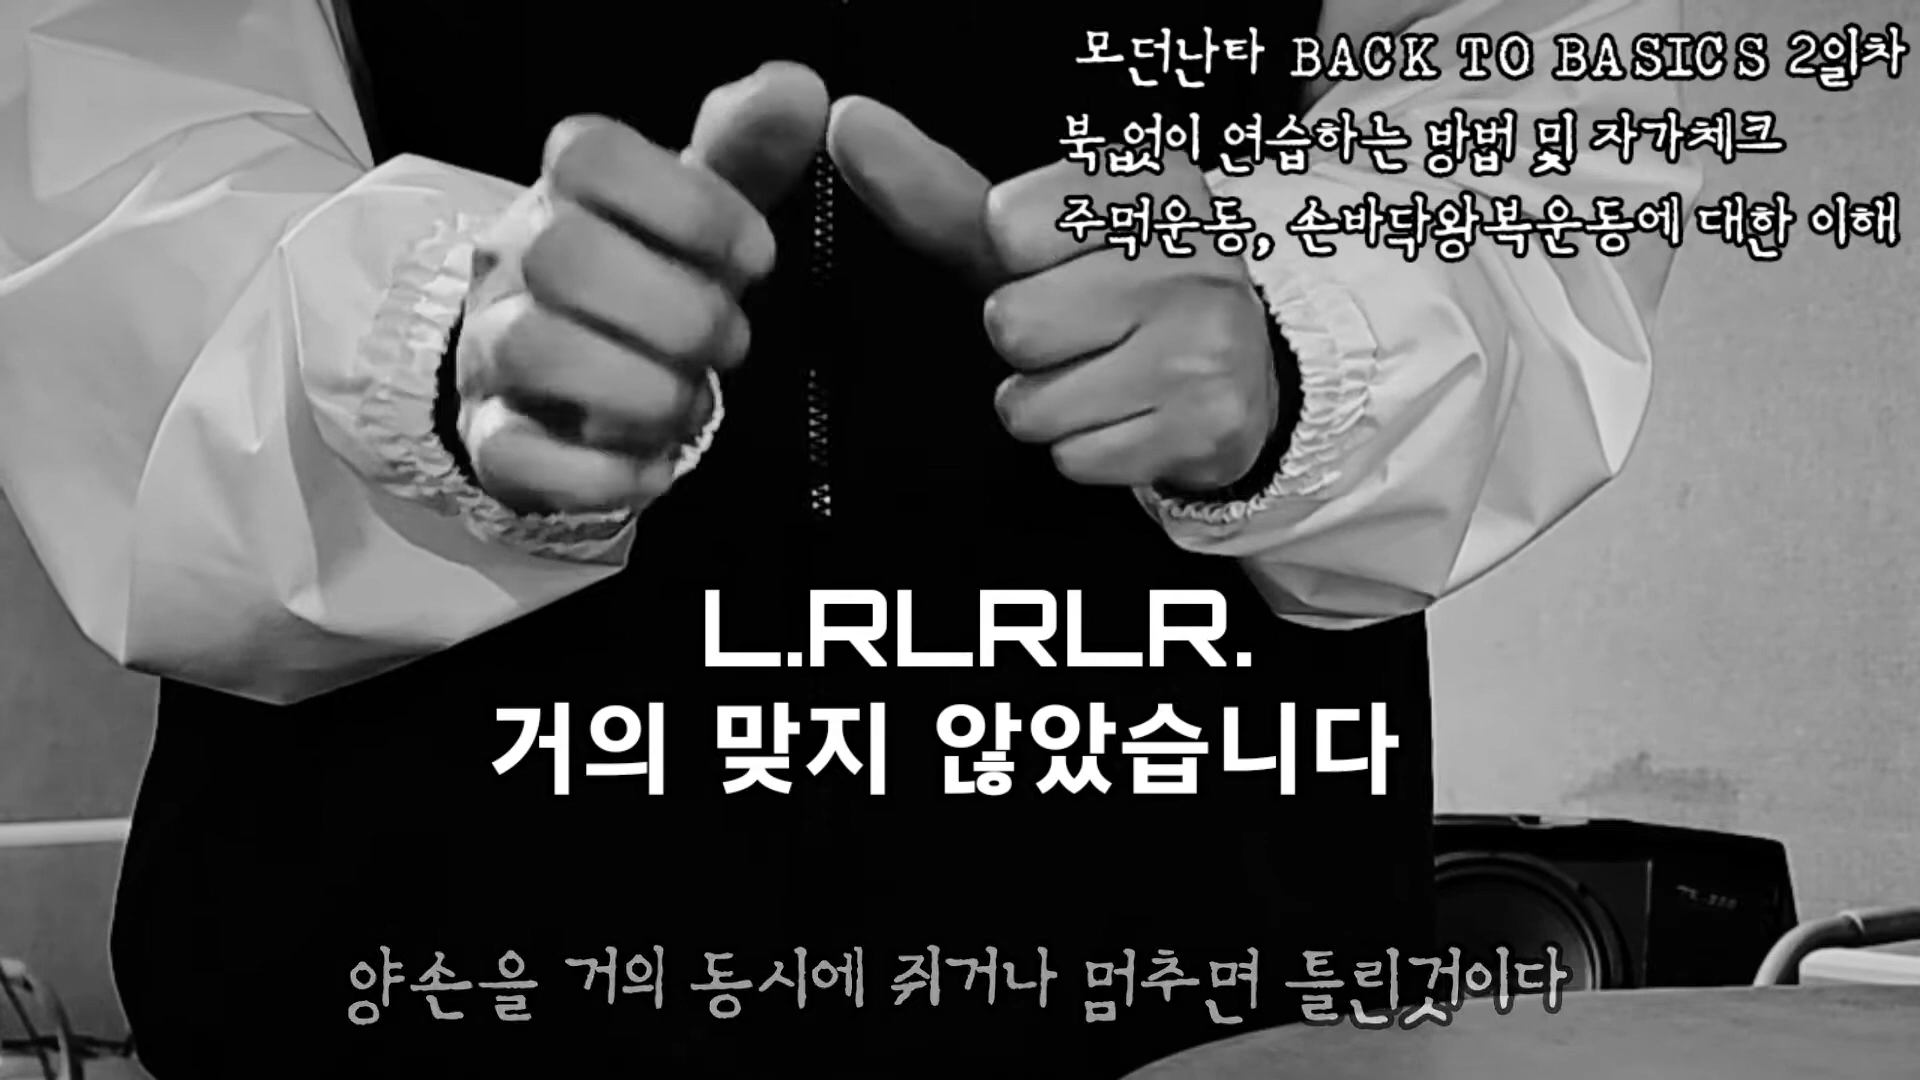 모던난타 BACK TO BASICS 2일차
북없이 연습하는 방법 및 자가체크
주먹운동, 손바닥왕복운동에 대한 이해
L.RLRLR.
거의 맞지 않았습니다
양손을 거의 동시에 쥐거나 멈추면 틀린것이다